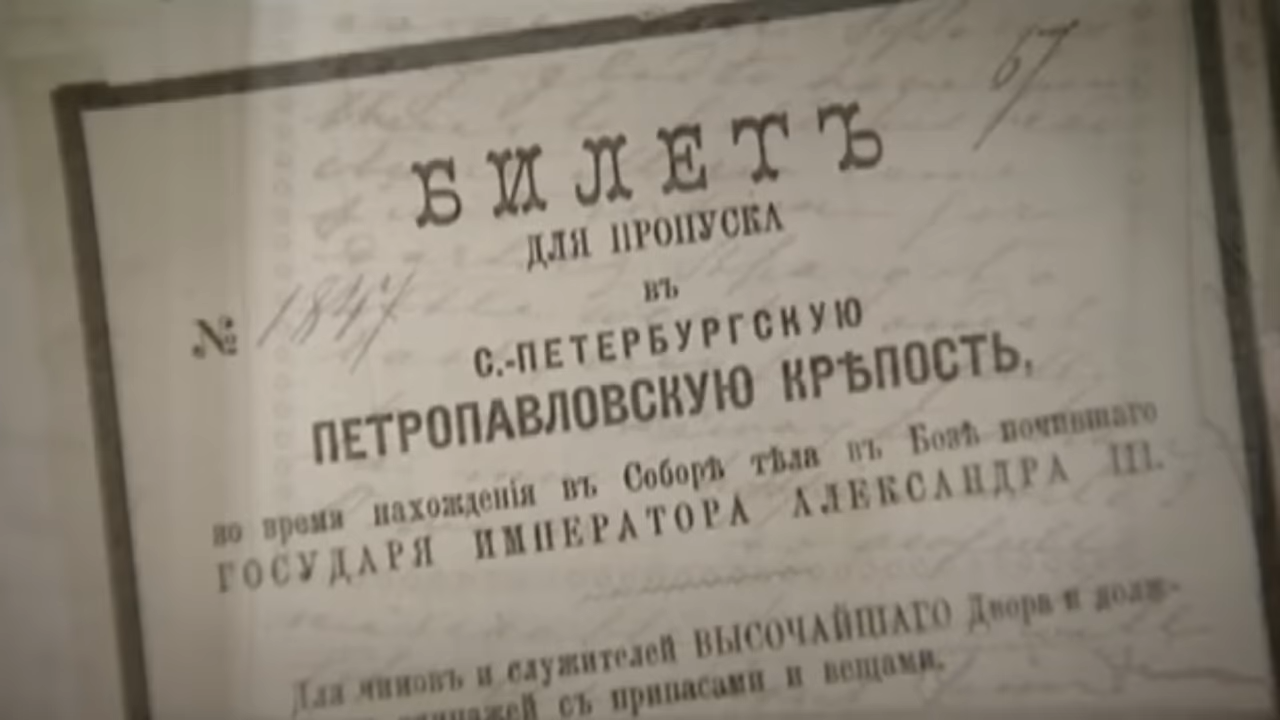 67
БИЛЕТЪ
ДЛЯ ПРОПУСКА
въ
№ 1847
С.-ПЕТЕРБУРГСКУЮ
ПЕТРОПАВЛОВСКУЮ КРѢПОСТЬ,
во время нахожденія въ Соборѣ тѣла въ Бозѣ почившаго
ГОСУДАРЯ ИМПЕРАТОРА АЛЕКСАНДРА III.
Для чиновъ и служителей ВЫСОЧАЙШАГО Двора и долж-
съ припасами и вещами.